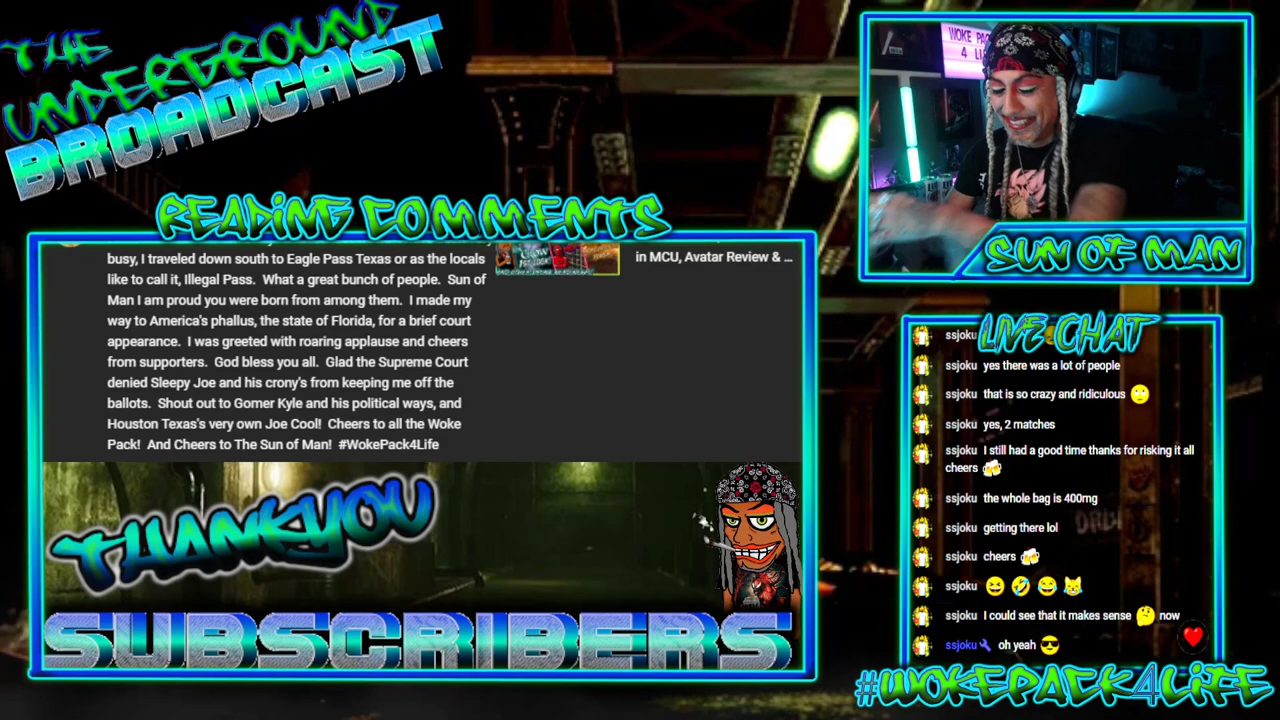 THE
UNDERGROUND
BROADCAST
WOKE PAC
4 LI
SUN OF MAN
READING COMMENTS
busy, I traveled down south to Eagle Pass Texas or as the locals
like to call it, Illegal Pass. What a great bunch of people. Sun of
Man I am proud you were born from among them. I made my
way to America's phallus, the state of Florida, for a brief court
appearance. I was greeted with roaring applause and cheers
from supporters. God bless you all. Glad the Supreme Court
denied Sleepy Joe and his crony's from keeping me off the
ballots. Shout out to Gomer Kyle and his political ways, and
Houston Texas's very own Joe Cool! Cheers to all the Woke
Pack! And Cheers to The Sun of Man! #WokePack4Life
in MCU, Avatar Review & ...
THANKYOU
SUBSCRIBERS
LIVE CHAT
ssjoku
ssjoku yes there was a lot of people
ssjoku that is so crazy and ridiculous 🙄
ssjoku yes, 2 matches
ssjoku I still had a good time thanks for risking it all
cheers 🍻
ssjoku the whole bag is 400mg
ssjoku getting there lol
ssjoku cheers 🍻
ssjoku 😆 🤣 😂 😹
ssjoku I could see that it makes sense 🤔 now
ssjoku oh yeah 😎
#WOKEPACK4LIFE